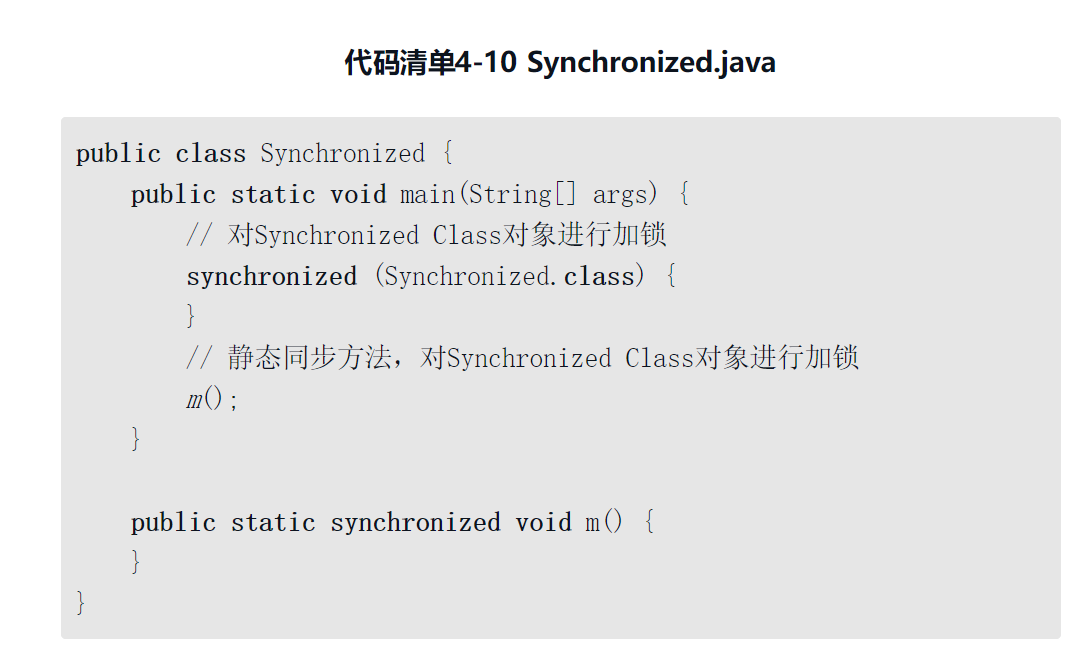 代码清单4-10 Synchronized.java
public class Synchronized {
    public static void main(String[] args) {
        // 对Synchronized Class对象进行加锁
        synchronized (Synchronized.class) {
        }
        // 静态同步方法，对Synchronized Class对象进行加锁
        m();
    }

    public static synchronized void m() {
    }
}